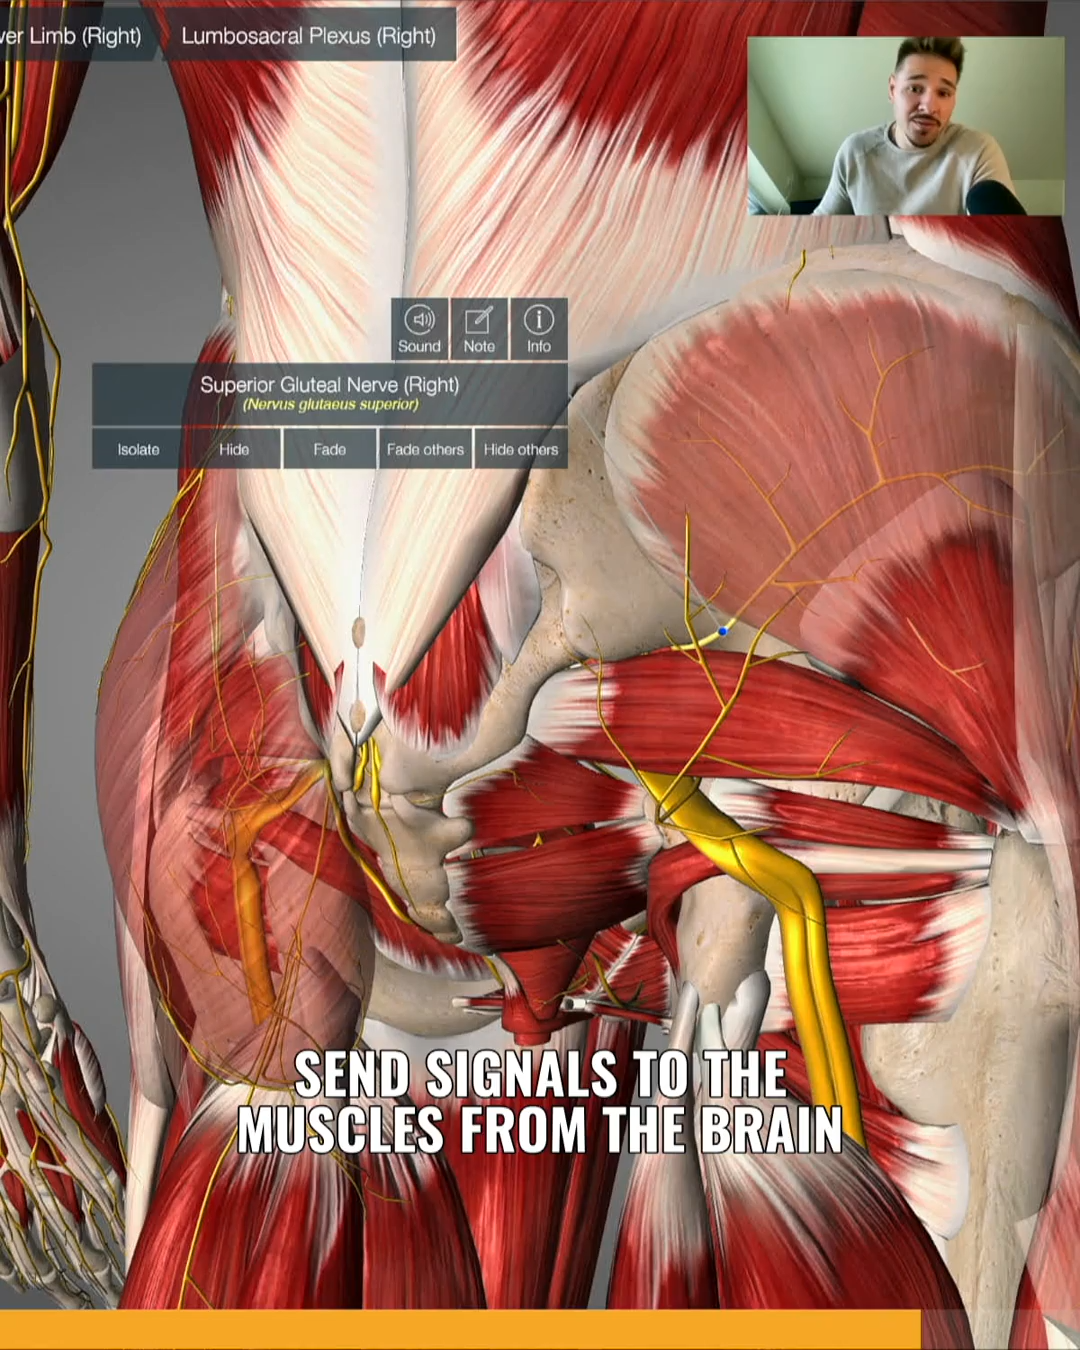 ver Limb (Right) Lumbosacral Plexus (Right)
Sound Note Info
Superior Gluteal Nerve (Right)
(Nervus glutaeus superior)
Isolate Hide Fade Fade others Hide others
SEND SIGNALS TO THE
MUSCLES FROM THE BRAIN